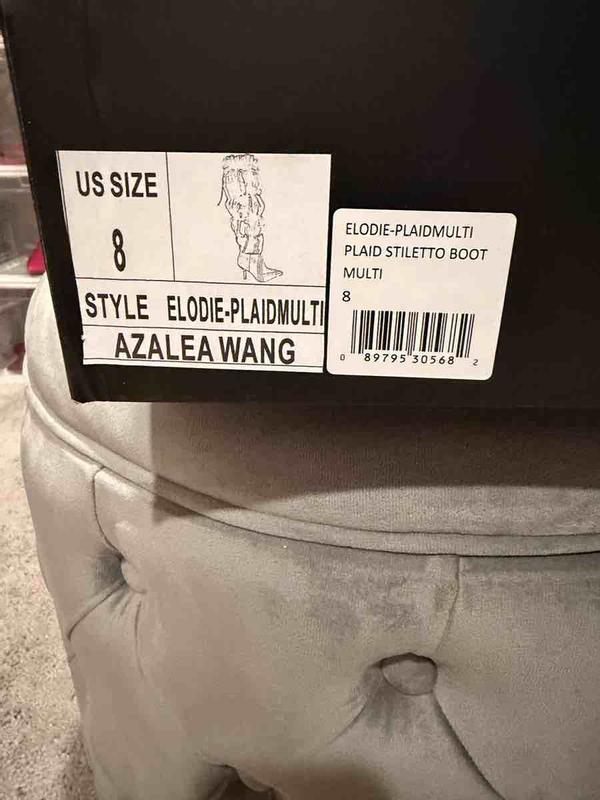 US SIZE
8
STYLE ELODIE-PLAIDMULTI
AZALEA WANG
ELODIE-PLAIDMULTI
PLAID STILETTO BOOT
MULTI
8
0 89795 30568 2